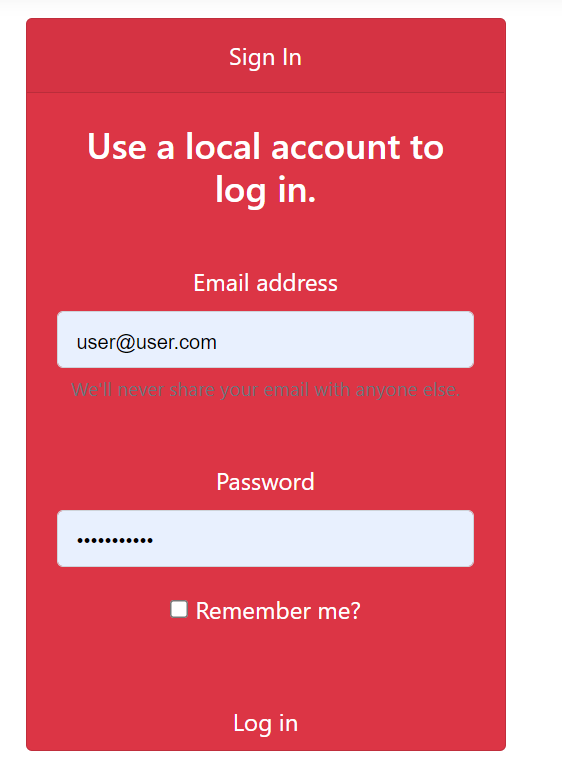 Sign In
Use a local account to
log in.
Email address
user@user.com
We'll never share your email with anyone else.
Password
•••••••••••
Remember me?
Log in